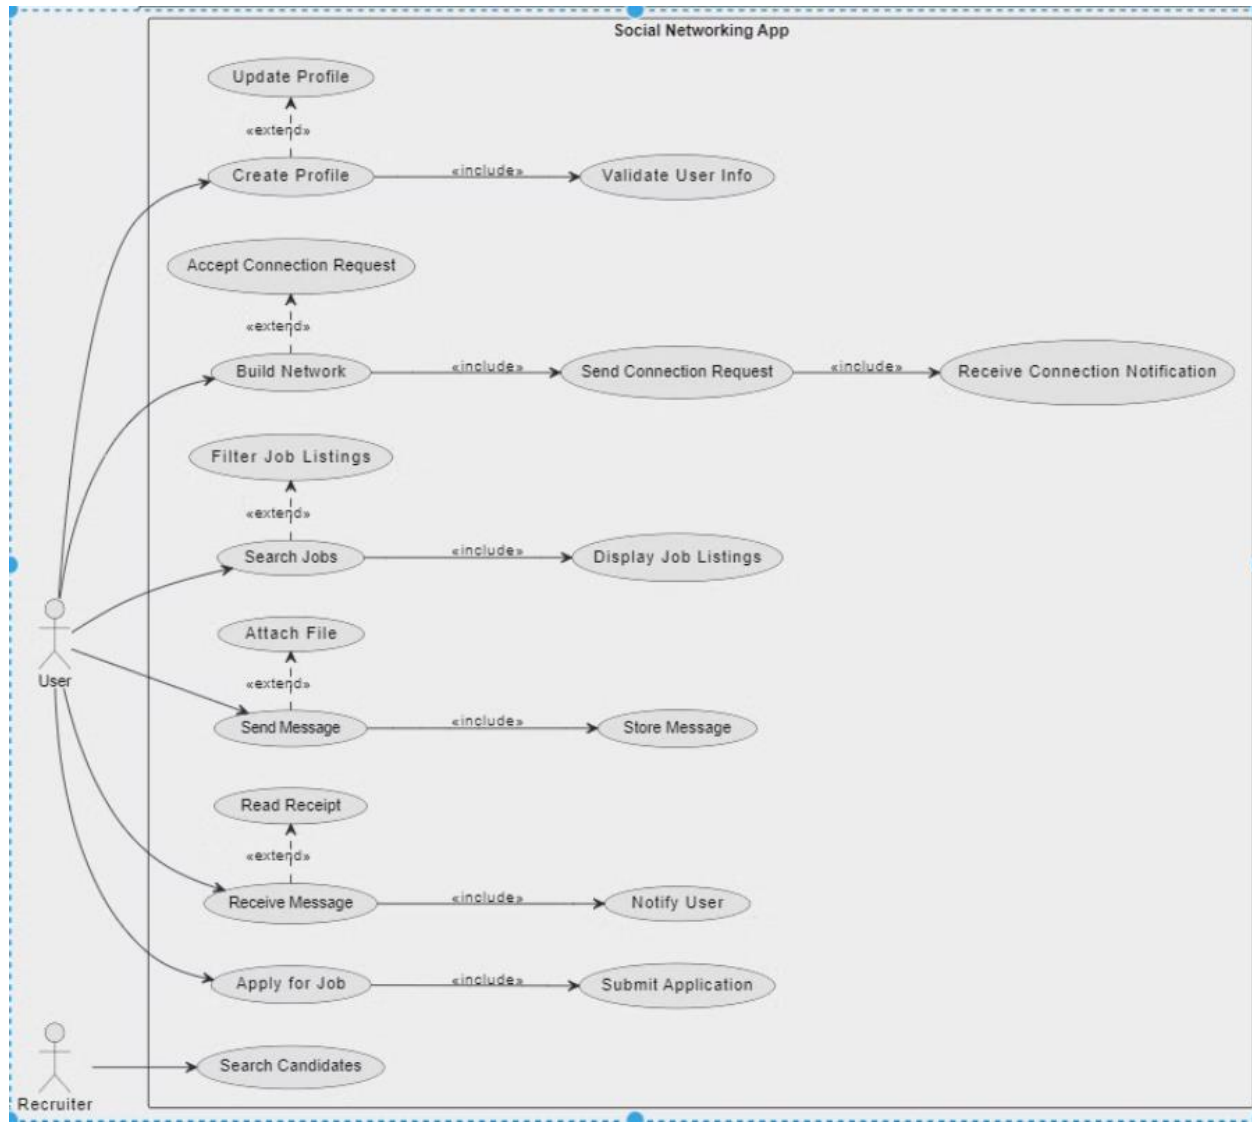 Social Networking App
Update Profile
«extend»
Create Profile
«include»
Validate User Info
Accept Connection Request
«extend»
Build Network
«include»
Send Connection Request
«include»
Receive Connection Notification
Filter Job Listings
«extend»
Search Jobs
«include»
Display Job Listings
Attach File
User
«extend»
Send Message
«include»
Store Message
Read Receipt
«extend»
Receive Message
«include»
Notify User
Apply for Job
«include»
Submit Application
Search Candidates
Recruiter